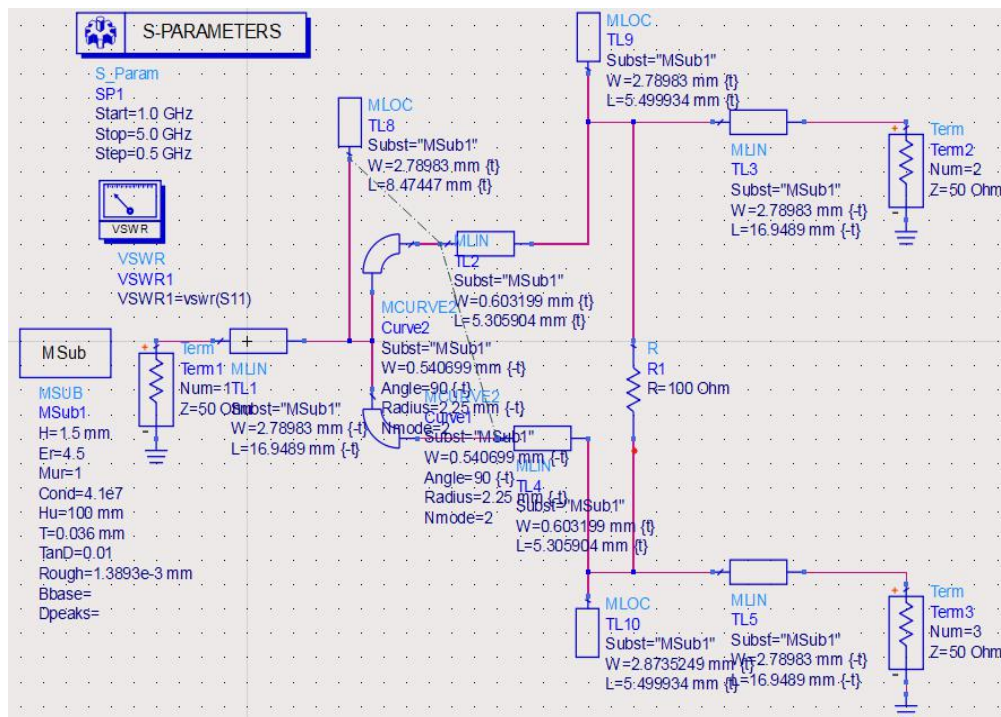 S-PARAMETERS
S_Param
SP1
Start=1.0 GHz
Stop=5.0 GHz
Step=0.5 GHz
VSWR
VSWR
VSWR1
VSWR1=vswr(S11)
MSub
MSUB
MSub1
H=1.5 mm
Er=4.5
Mur=1
Cond=4.1e7
Hu=100 mm
T=0.036 mm
TanD=0.01
Rough=1.3893e-3 mm
Bbase=
Dpeaks=
Term
Term1
Num=1
Z=50 Ohm
MLIN
TL1
Subst="MSub1"
W=2.78983 mm {-t}
L=16.9489 mm {-t}
MLOC
TL8
Subst="MSub1"
W=2.78983 mm {t}
L=8.47447 mm {t}
MLIN
TL2
Subst="MSub1"
W=0.603199 mm {t}
L=5.305904 mm {t}
MCURVE2
Curve2
Subst="MSub1"
W=0.540699 mm {-t}
Angle=90 {-t}
Radius=2.25 mm {-t}
Nmode=2
MCURVE2
Curve1
Subst="MSub1"
W=0.540699 mm {-t}
Angle=90 {-t}
Radius=2.25 mm {-t}
Nmode=2
MLIN
TL4
Subst="MSub1"
W=0.603199 mm {t}
L=5.305904 mm {t}
MLOC
TL9
Subst="MSub1"
W=2.78983 mm {t}
L=5.499934 mm {t}
MLIN
TL3
Subst="MSub1"
W=2.78983 mm {-t}
L=16.9489 mm {-t}
Term
Term2
Num=2
Z=50 Ohm
R
R1
R=100 Ohm
MLOC
TL10
Subst="MSub1"
W=2.8735249 mm {t}
L=5.499934 mm {t}
MLIN
TL5
Subst="MSub1"
W=2.78983 mm {-t}
L=16.9489 mm {-t}
Term
Term3
Num=3
Z=50 Ohm